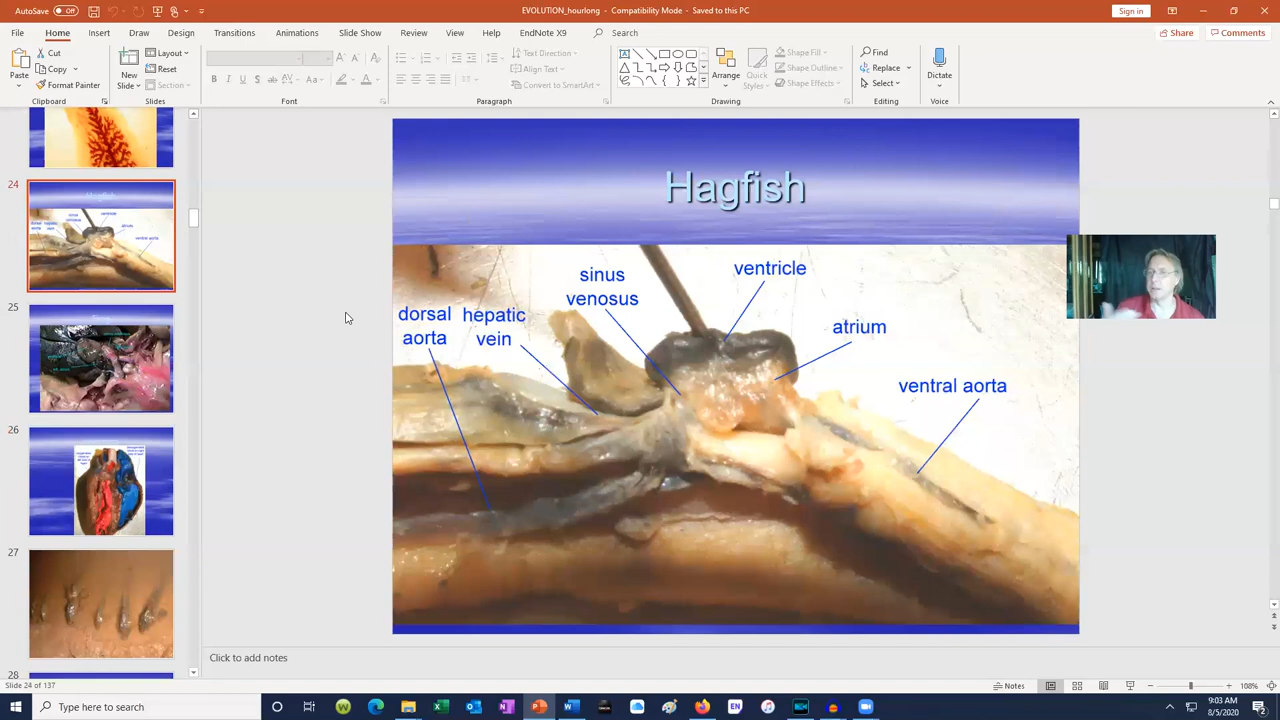 AutoSave
Off
EVOLUTION_hourlong - Compatibility Mode - Saved to this PC
Sign in
File
Home
Insert
Draw
Design
Transitions
Animations
Slide Show
Review
View
Help
EndNote X9
Search
Share
Comments
Paste
Cut
Copy
Format Painter
Clipboard
New
Slide
Layout
Reset
Section
Slides
Font
Text Direction
Align Text
Convert to SmartArt
Paragraph
Arrange
Quick
Styles
Shape Fill
Shape Outline
Shape Effects
Drawing
Find
Replace
Select
Editing
Dictate
Voice
24
25
26
27
28
Hagfish
sinus
venosus
ventricle
dorsal
aorta
hepatic
vein
atrium
ventral aorta
Click to add notes
Slide 24 of 137
Notes
108%
Type here to search
9:03 AM
8/5/2020